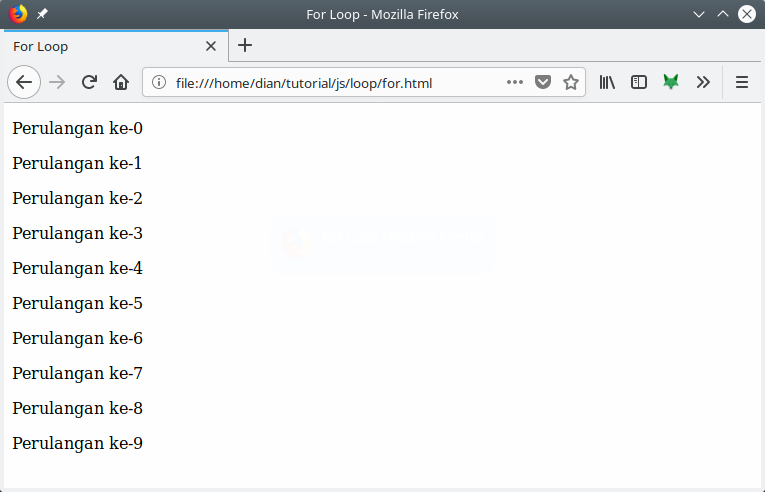 For Loop - Mozilla Firefox
For Loop
file:///home/dian/tutorial/js/loop/for.html
Perulangan ke-0
Perulangan ke-1
Perulangan ke-2
Perulangan ke-3
Perulangan ke-4
Perulangan ke-5
Perulangan ke-6
Perulangan ke-7
Perulangan ke-8
Perulangan ke-9